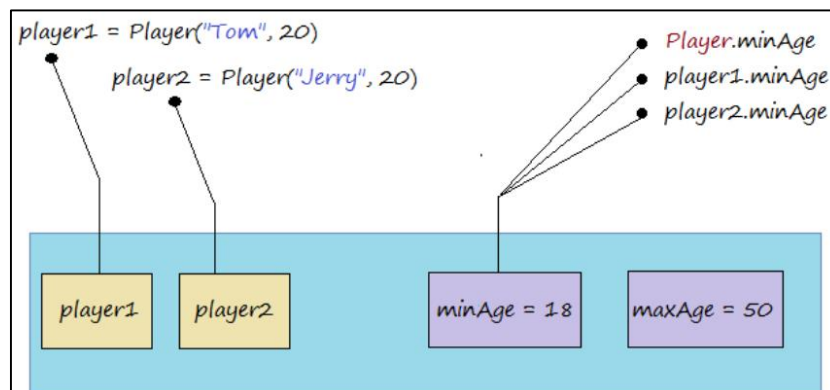 player1 = Player("Tom", 20)
player2 = Player("Jerry", 20)
Player.minAge
player1.minAge
player2.minAge
player1
player2
minAge = 18
maxAge = 50